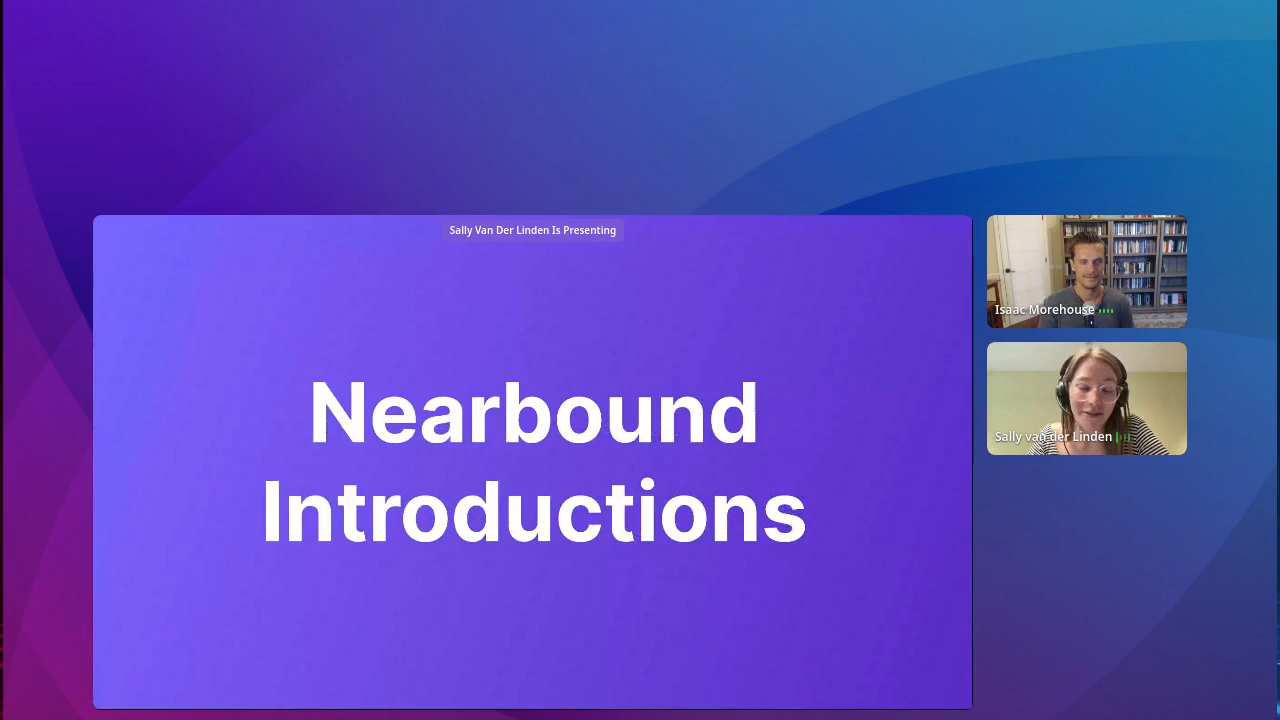 Sally Van Der Linden Is Presenting
Nearbound
Introductions
Isaac Morehouse
Sally van der Linden